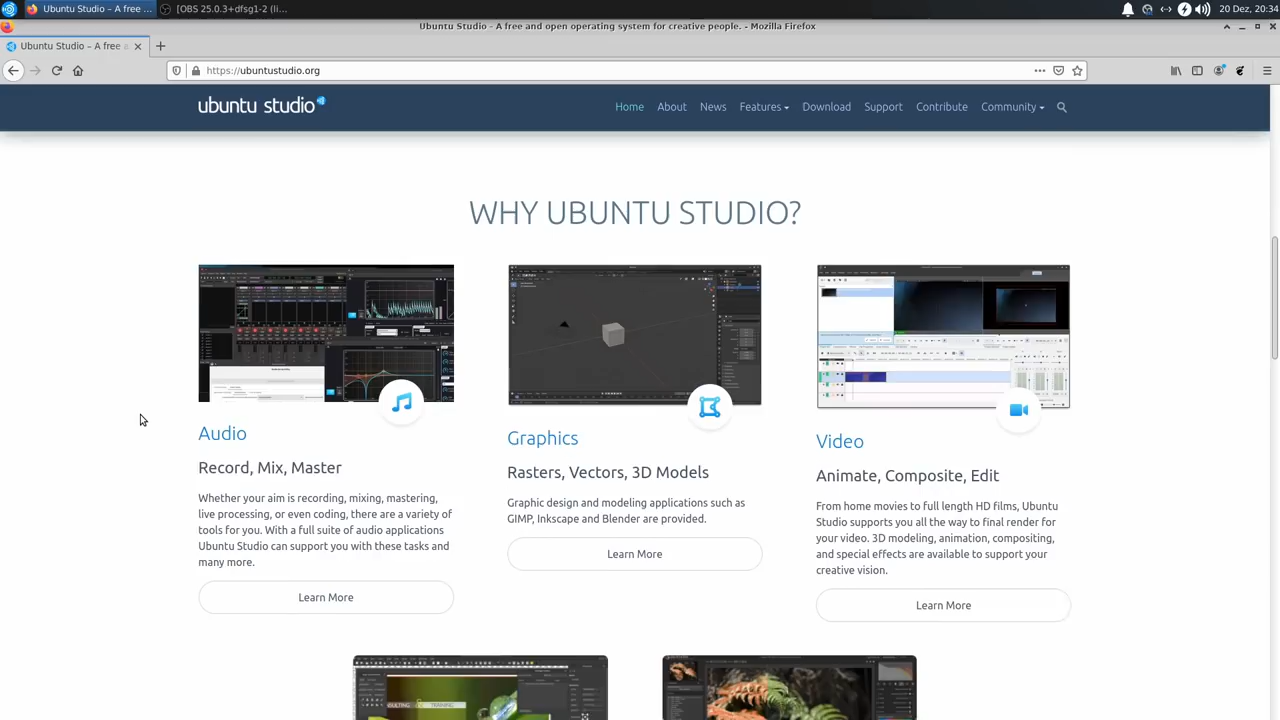 Ubuntu Studio – A free ...
[OBS 25.0.3+dfsg1-2 (li...
20 Dez, 20:34
Ubuntu Studio – A free and open operating system for creative people. - Mozilla Firefox
Ubuntu Studio – A free a
https://ubuntustudio.org
ubuntu studio
Home
About
News
Features
Download
Support
Contribute
Community
WHY UBUNTU STUDIO?
Audio
Record, Mix, Master
Whether your aim is recording, mixing, mastering,
live processing, or even coding, there are a variety of
tools for you. With a full suite of audio applications
Ubuntu Studio can support you with these tasks and
many more.
Learn More
Graphics
Rasters, Vectors, 3D Models
Graphic design and modeling applications such as
GIMP, Inkscape and Blender are provided.
Learn More
Video
Animate, Composite, Edit
From home movies to full length HD films, Ubuntu
Studio supports you all the way to final render for
your video. 3D modeling, animation, compositing,
and special effects are available to support your
creative vision.
Learn More
TRAINING